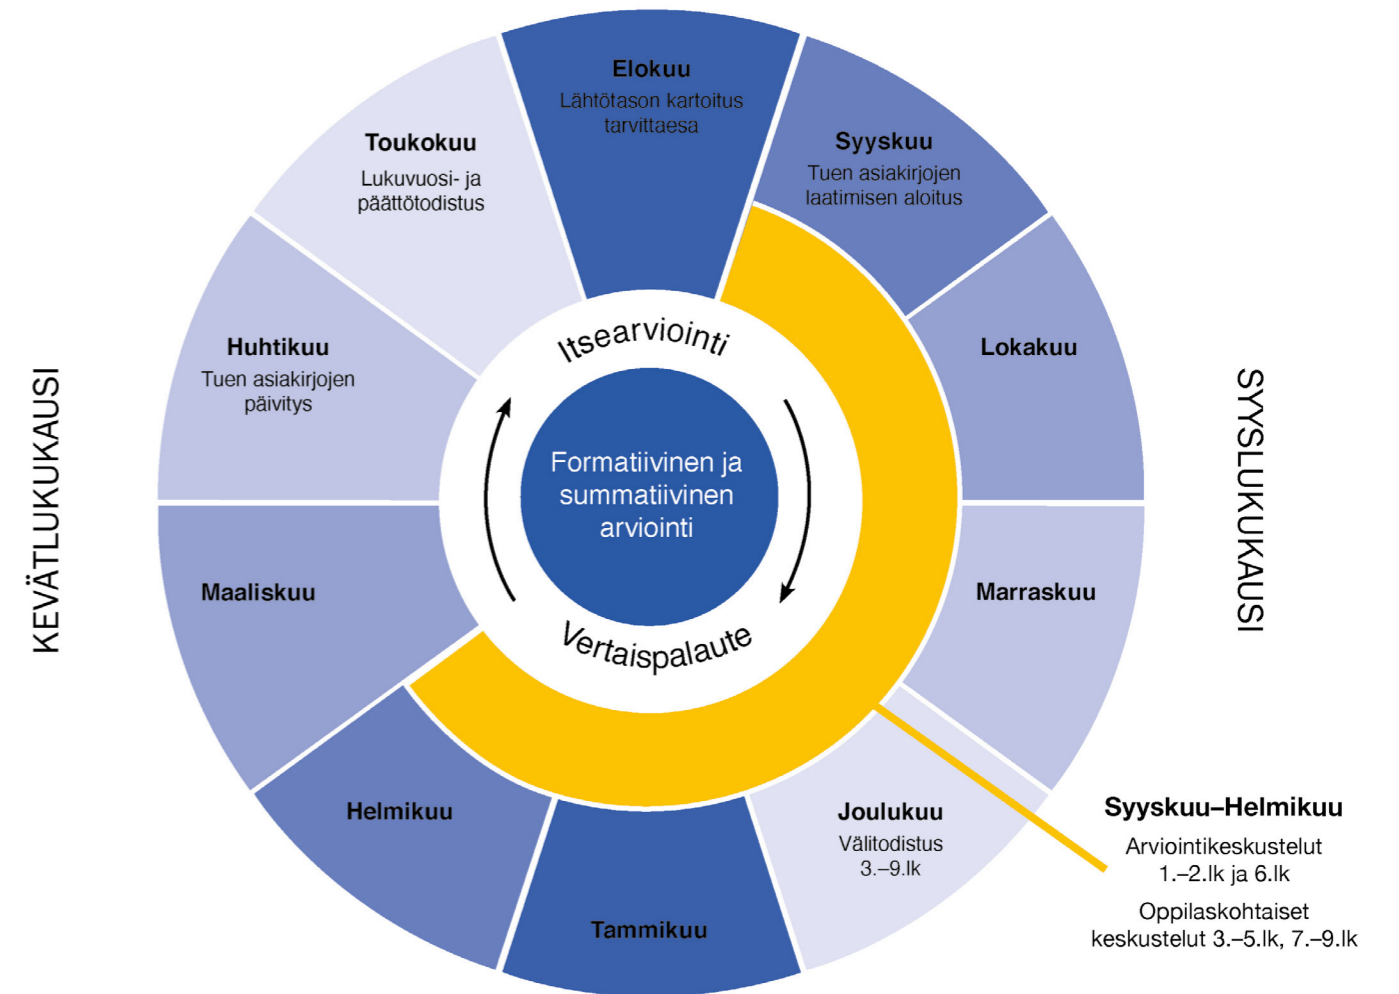 Elokuu
Lähtötason kartoitus
tarvittaesa
Syyskuu
Tuen asiakirjojen
laatimisen aloitus
Lokakuu
Marraskuu
Joulukuu
Välitodistus
3.–9.lk
Tammikuu
Helmikuu
Maaliskuu
Huhtikuu
Tuen asiakirjojen
päivitys
Toukokuu
Lukuvuosi- ja
päättötodistus
Itsearviointi
Formatiivinen ja
summatiivinen
arviointi
Vertaispalaute
KEVÄTLUKUKAUSI
SYYSLUKUKAUSI
Syyskuu–Helmikuu
Arviointikeskustelut
1.–2.lk ja 6.lk
Oppilaskohtaiset
keskustelut 3.–5.lk, 7.–9.lk